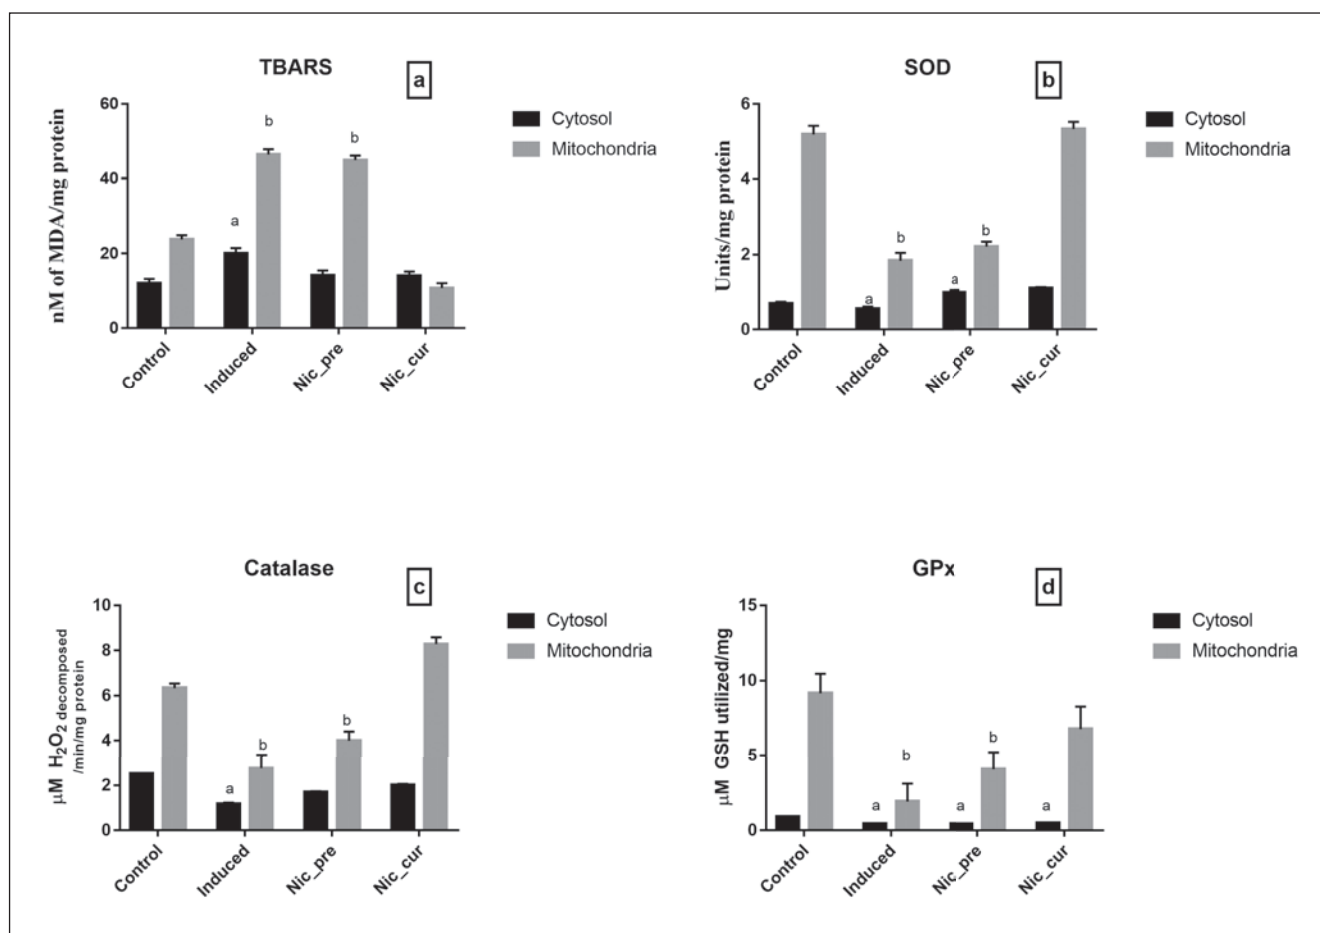 TBARS
a
nM of MDA/mg protein
60
40
20
0
b
b
a
Control
Induced
Nic_pre
Nic_cur
Cytosol
Mitochondria
SOD
b
Units/mg protein
6
4
2
0
b
b
a
a
Control
Induced
Nic_pre
Nic_cur
Cytosol
Mitochondria
Catalase
c
µM H₂O₂ decomposed
/min/mg protein
10
8
6
4
2
0
b
b
a
Control
Induced
Nic_pre
Nic_cur
Cytosol
Mitochondria
GPx
d
µM GSH utilized/mg
15
10
5
0
b
b
a
a
a
Control
Induced
Nic_pre
Nic_cur
Cytosol
Mitochondria